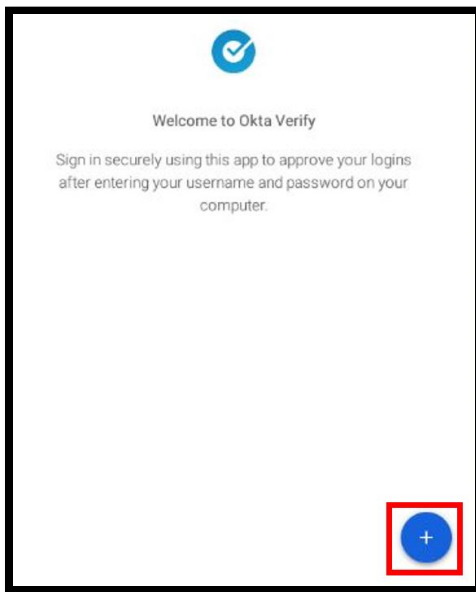 Welcome to Okta Verify
Sign in securely using this app to approve your logins
after entering your username and password on your
computer.
+